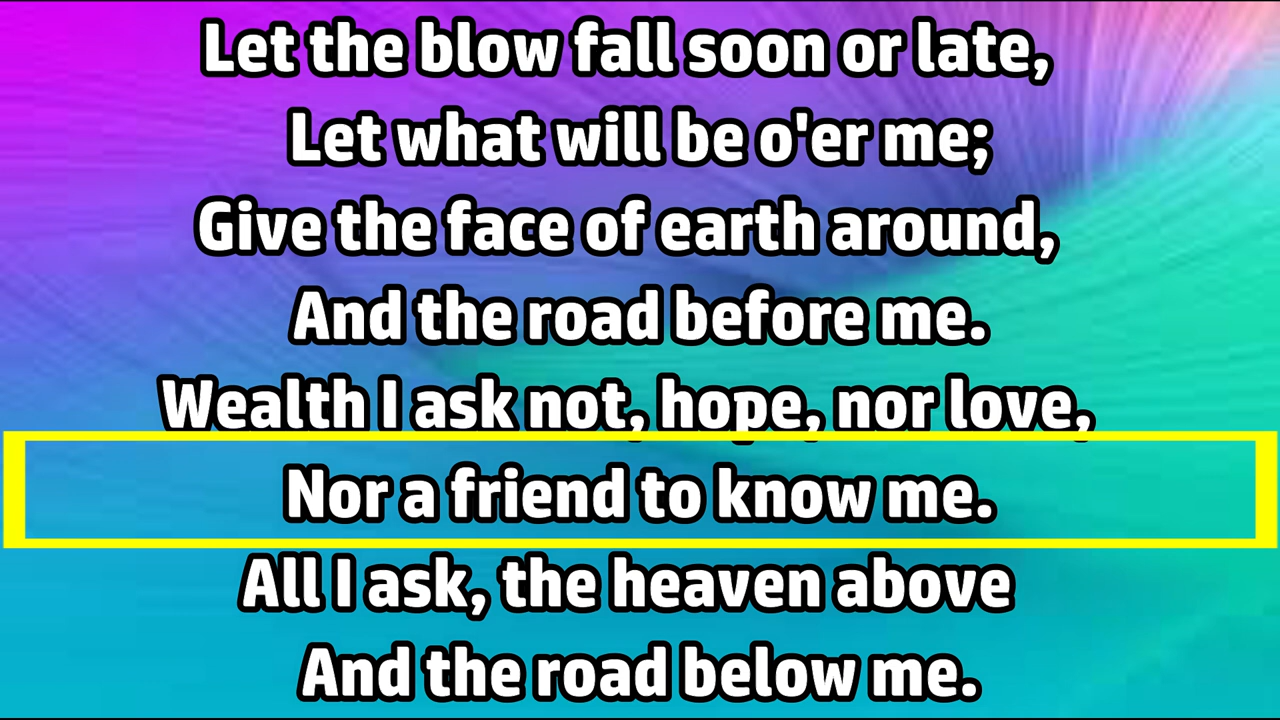 Let the blow fall soon or late,
Let what will be o'er me;
Give the face of earth around,
And the road before me.
Wealth I ask not, hope, nor love,
Nor a friend to know me.
All I ask, the heaven above
And the road below me.